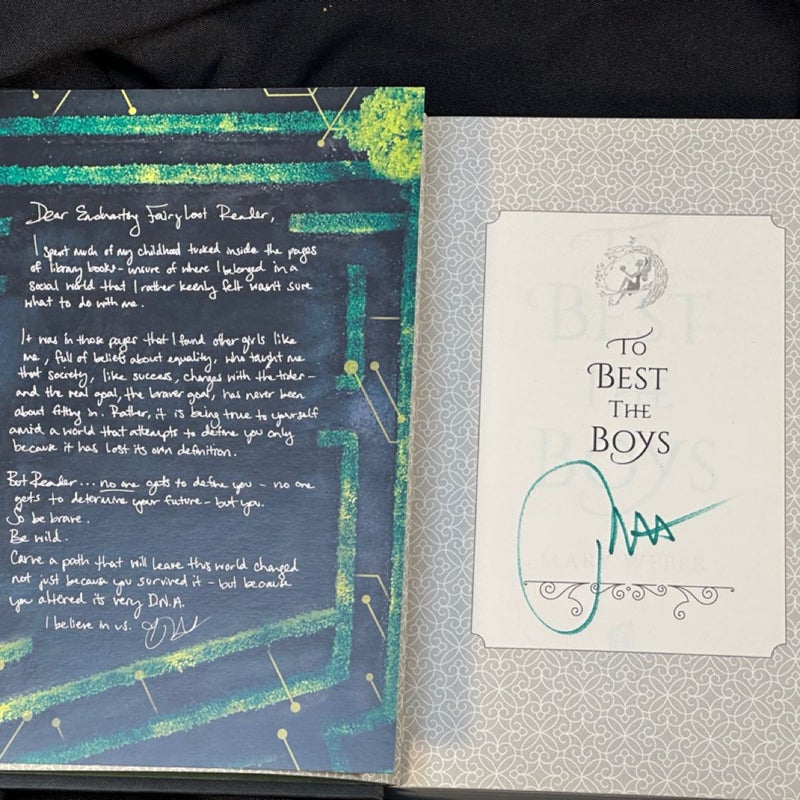 Dear Enchanting FairyLoot Reader,
I spent much of my childhood tucked inside the pages
of library books - unsure of where I belonged in a
social world that I rather keenly felt wasn't sure
what to do with me.
It was in those pages that I found other girls like
me, full of beliefs about equality, who taught me
that society, like success, changes with the tides -
and the real goal, the braver goal, has never been
about fitting in. Rather, it is being true to yourself
amid a world that attempts to define you only
because it has lost its own definition.
But Reader... no one gets to define you - no one
gets to determine your future - but you.
So be brave.
Be wild.
Carve a path that will leave this world changed
not just because you survived it - but because
you altered its very DNA.
I believe in us.
TO
BEST
THE
BOYS
MARY WEBER